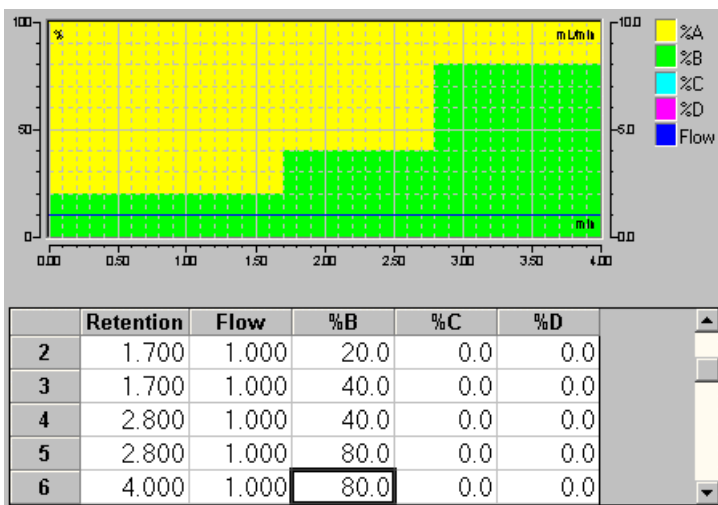 100
%
mL/min
10.0
%A
%B
50
%C
5.0
%D
Flow
min
0
0.0
0.00 0.50 1.00 1.50 2.00 2.50 3.00 3.50 4.00
Retention Flow %B %C %D
2 1.700 1.000 20.0 0.0 0.0
3 1.700 1.000 40.0 0.0 0.0
4 2.800 1.000 40.0 0.0 0.0
5 2.800 1.000 80.0 0.0 0.0
6 4.000 1.000 80.0 0.0 0.0